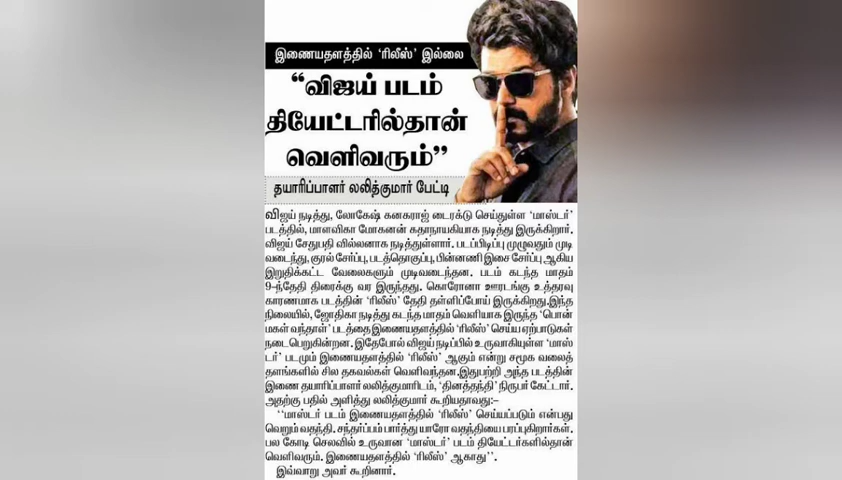 இணையதளத்தில் ‘ரிலீஸ்’ இல்லை
“விஜய் படம்
தியேட்டரில்தான்
வெளிவரும்”
தயாரிப்பாளர் லலித்குமார் பேட்டி
விஜய் நடித்து, லோகேஷ் கனகராஜ் டைரக்டு செய்துள்ள ‘மாஸ்டர்’
படத்தில், மாளவிகா மோகனன் கதாநாயகியாக நடித்து இருக்கிறார்.
விஜய் சேதுபதி வில்லனாக நடித்துள்ளார். படப்பிடிப்பு முழுவதும் முடி
வடைந்து, குரல் சேர்ப்பு, படத்தொகுப்பு, பின்னணி இசை சேர்ப்பு ஆகிய
இறுதிக்கட்ட வேலைகளும் முடிவடைந்தன. படம் கடந்த மாதம்
9-ந்தேதி திரைக்கு வர இருந்தது. கொரோனா ஊரடங்கு உத்தரவு
காரணமாக படத்தின் ‘ரிலீஸ்’ தேதி தள்ளிப்போய் இருக்கிறது.இந்த
நிலையில், ஜோதிகா நடித்து கடந்த மாதம் வெளியாக இருந்த ‘பொன்
மகள் வந்தாள்’ படத்தை இணையதளத்தில் ‘ரிலீஸ்’ செய்ய ஏற்பாடுகள்
நடைபெறுகின்றன. இதேபோல் விஜய் நடிப்பில் உருவாகியுள்ள ‘மாஸ்
டர்’ படமும் இணையதளத்தில் ‘ரிலீஸ்’ ஆகும் என்று சமூக வலைத்
தளங்களில் சில தகவல்கள் வெளிவந்தன.இதுபற்றி அந்த படத்தின்
இணை தயாரிப்பாளர் லலித்குமாரிடம், ‘தினத்தந்தி’ நிருபர் கேட்டார்.
அதற்கு பதில் அளித்து லலித்குமார் கூறியதாவது:–
‘‘மாஸ்டர் படம் இணையதளத்தில் ‘ரிலீஸ்’ செய்யப்படும் என்பது
வெறும் வதந்தி. சந்தர்ப்பம் பார்த்து யாரோ வதந்தியை பரப்புகிறார்கள்.
பல கோடி செலவில் உருவான ‘மாஸ்டர்’ படம் தியேட்டர்களில்தான்
வெளிவரும். இணையதளத்தில் ‘ரிலீஸ்’ ஆகாது’’.
இவ்வாறு அவர் கூறினார்.